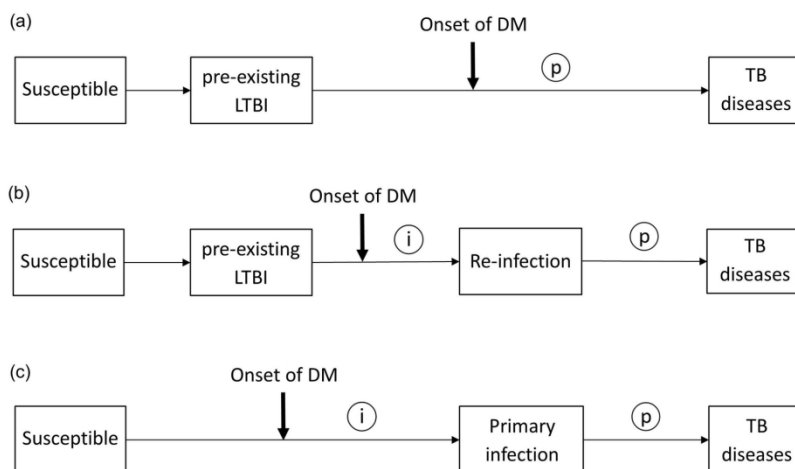 (a)
Onset of DM
Susceptible
pre-existing
LTBI
p
TB
diseases
(b)
Onset of DM
Susceptible
pre-existing
LTBI
i
Re-infection
p
TB
diseases
(c)
Onset of DM
Susceptible
i
Primary
infection
p
TB
diseases